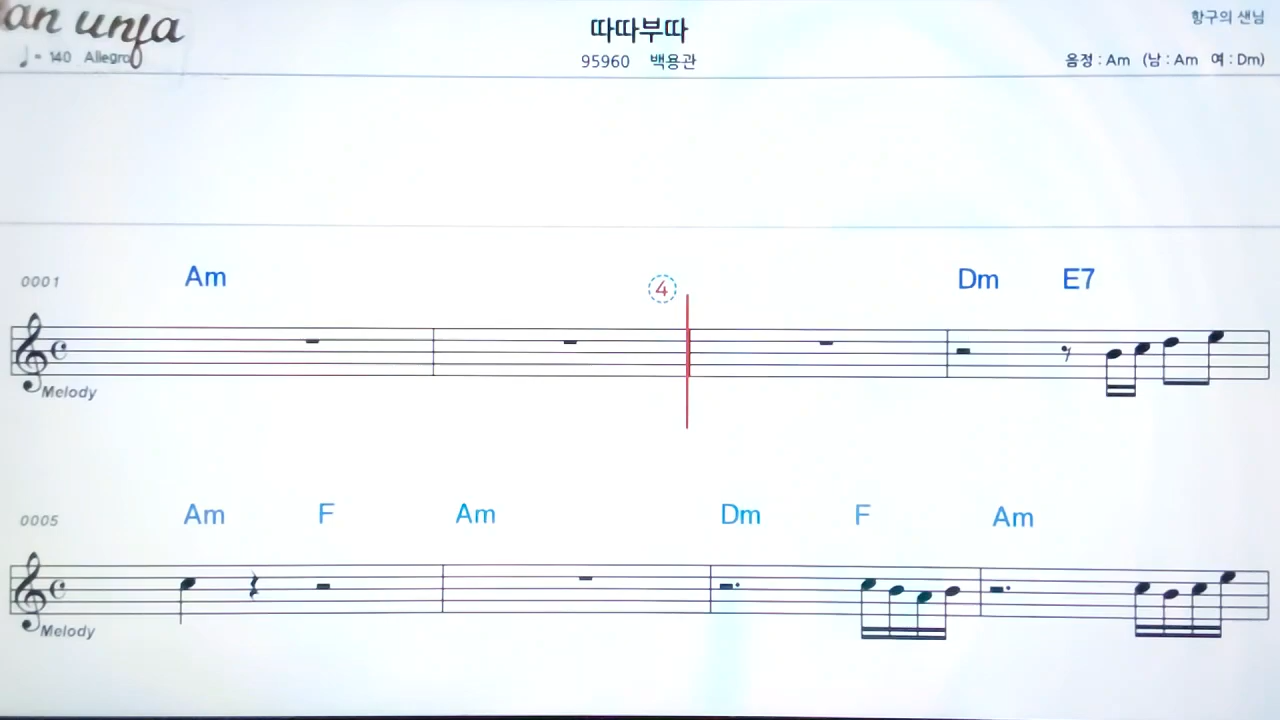 an unfa
따따부따
항구의 샌님
♩= 140 Allegro
95960 백용관
음정 : Am (남 : Am 여 : Dm)
0001 Am 4 Dm E7
Melody
0005 Am F Am Dm F Am
Melody